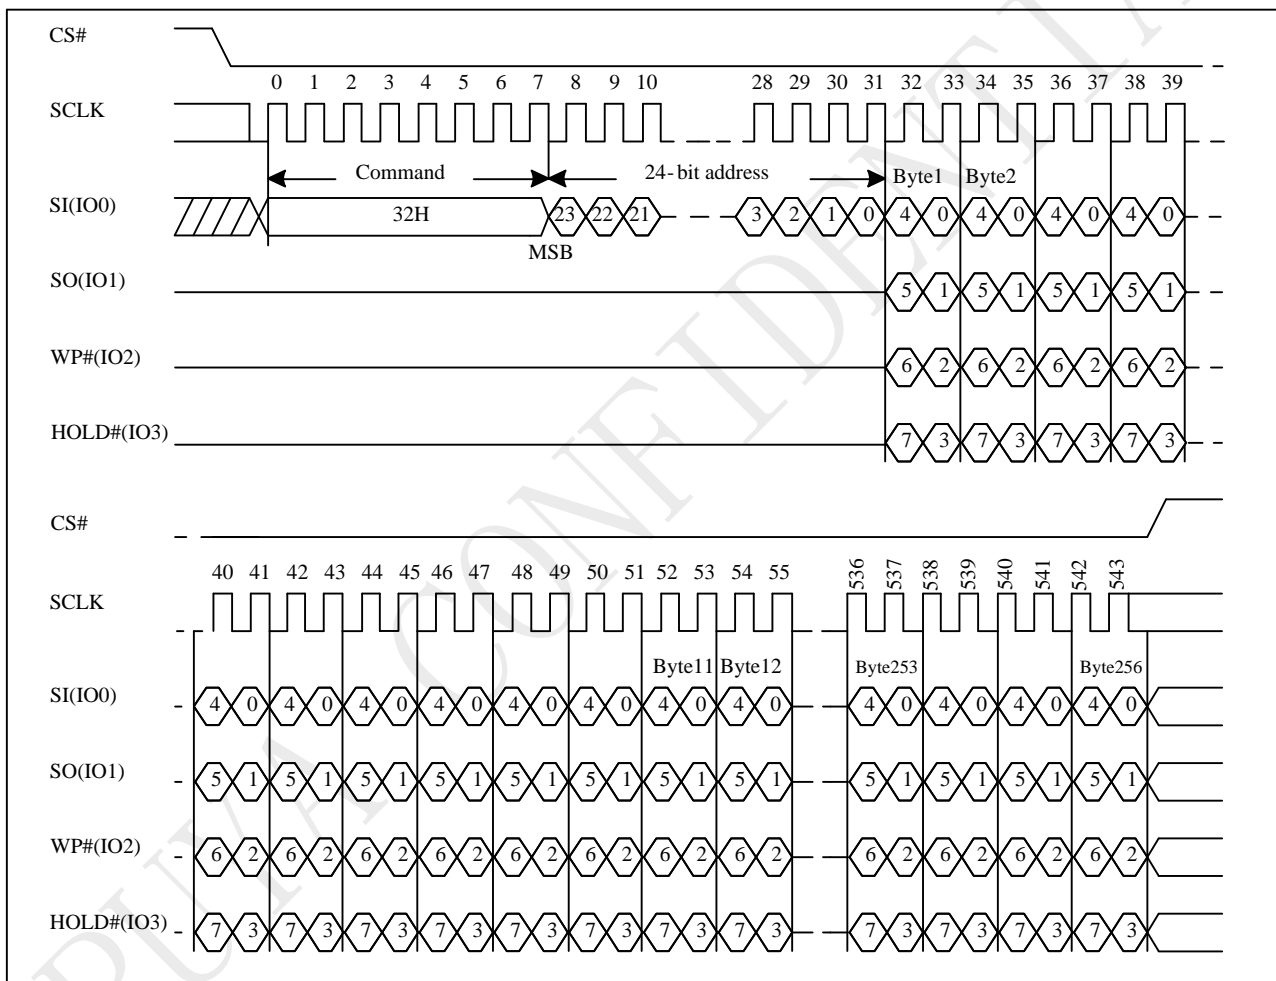 CS#
0 1 2 3 4 5 6 7 8 9 10 28 29 30 31 32 33 34 35 36 37 38 39
SCLK
Command 24-bit address Byte1 Byte2
SI(IO0) 32H 23 22 21 3 2 1 0 4 0 4 0 4 0 4 0
MSB
SO(IO1) 5 1 5 1 5 1 5 1
WP#(IO2) 6 2 6 2 6 2 6 2
HOLD#(IO3) 7 3 7 3 7 3 7 3
CS#
40 41 42 43 44 45 46 47 48 49 50 51 52 53 54 55 536 537 538 539 540 541 542 543
SCLK
Byte11 Byte12 Byte253 Byte256
SI(IO0) 4 0 4 0 4 0 4 0 4 0 4 0 4 0 4 0 4 0 4 0 4 0 4 0
SO(IO1) 5 1 5 1 5 1 5 1 5 1 5 1 5 1 5 1 5 1 5 1 5 1 5 1
WP#(IO2) 6 2 6 2 6 2 6 2 6 2 6 2 6 2 6 2 6 2 6 2 6 2 6 2
HOLD#(IO3) 7 3 7 3 7 3 7 3 7 3 7 3 7 3 7 3 7 3 7 3 7 3 7 3
PUYA CONFIDENTIA